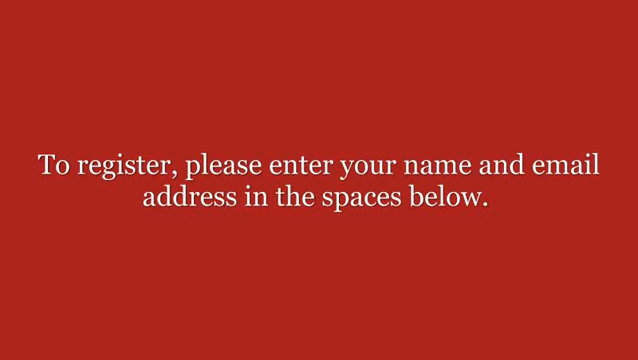 To register, please enter your name and email
address in the spaces below.